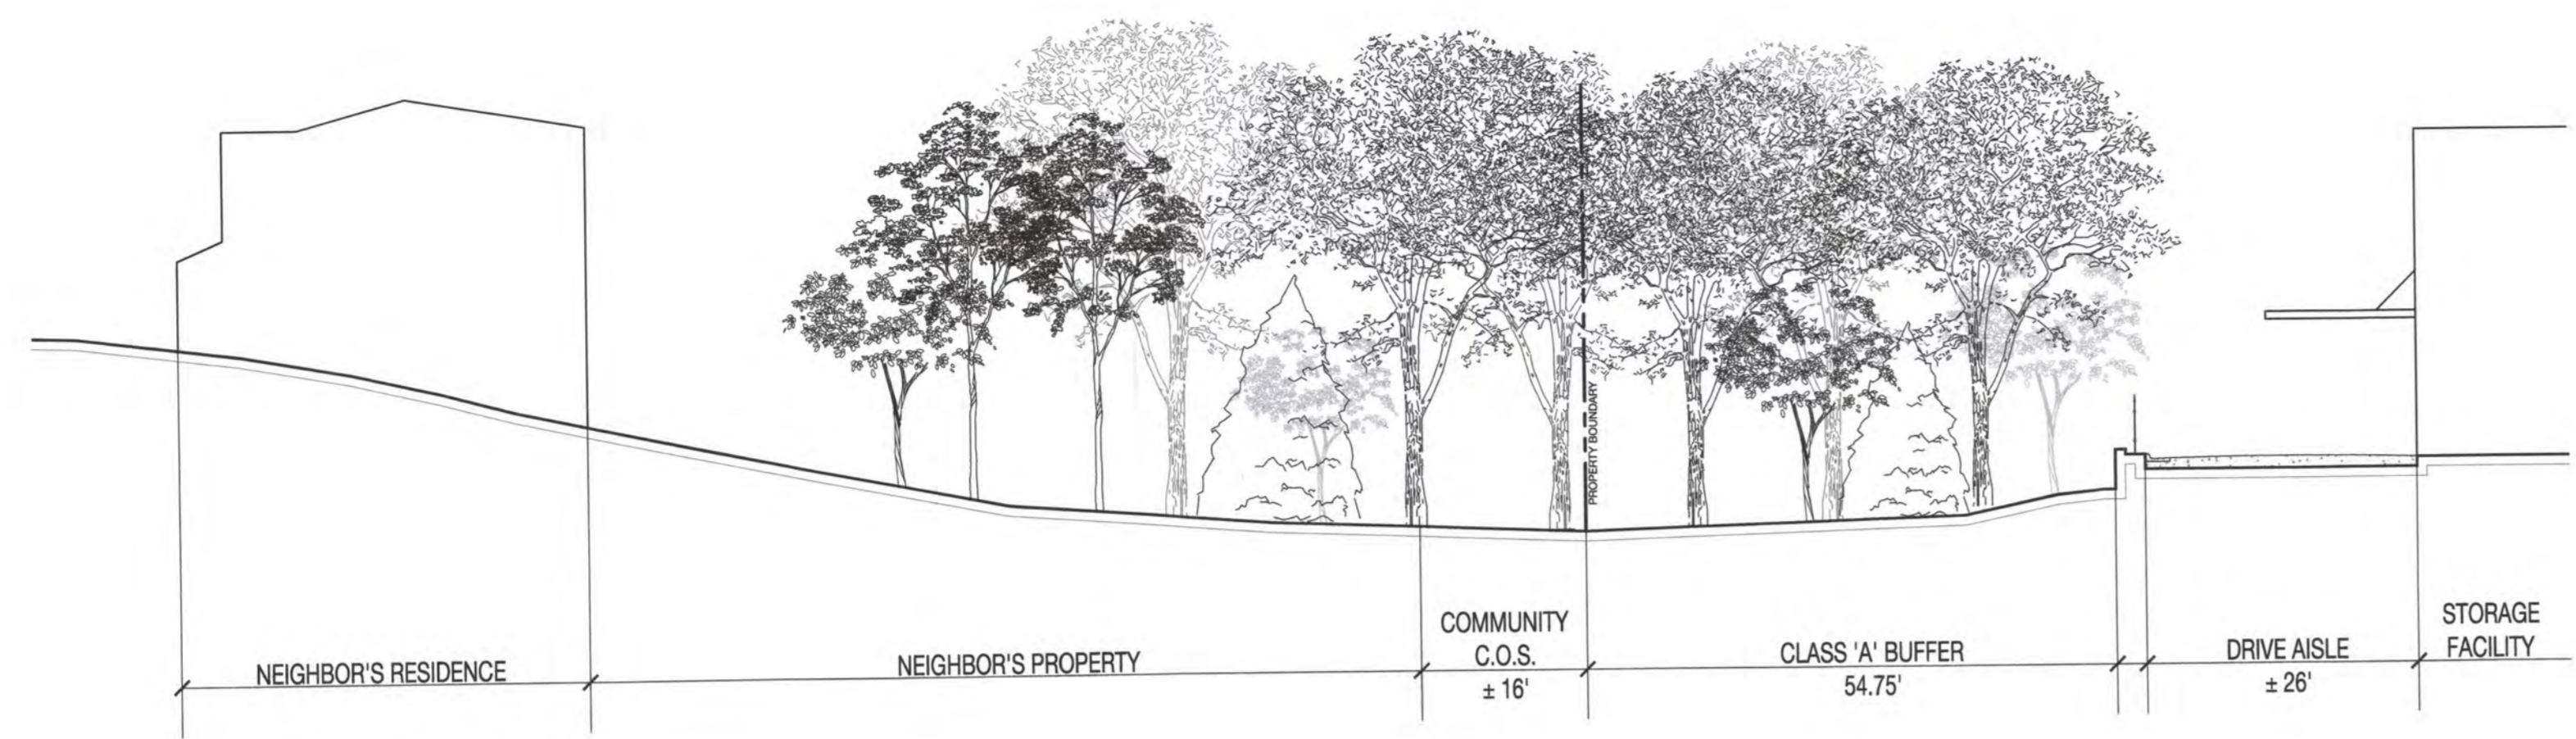 PROPERTY BOUNDARY
NEIGHBOR'S RESIDENCE
NEIGHBOR'S PROPERTY
COMMUNITY
C.O.S.
± 16'
CLASS 'A' BUFFER
54.75'
DRIVE AISLE
± 26'
STORAGE
FACILITY